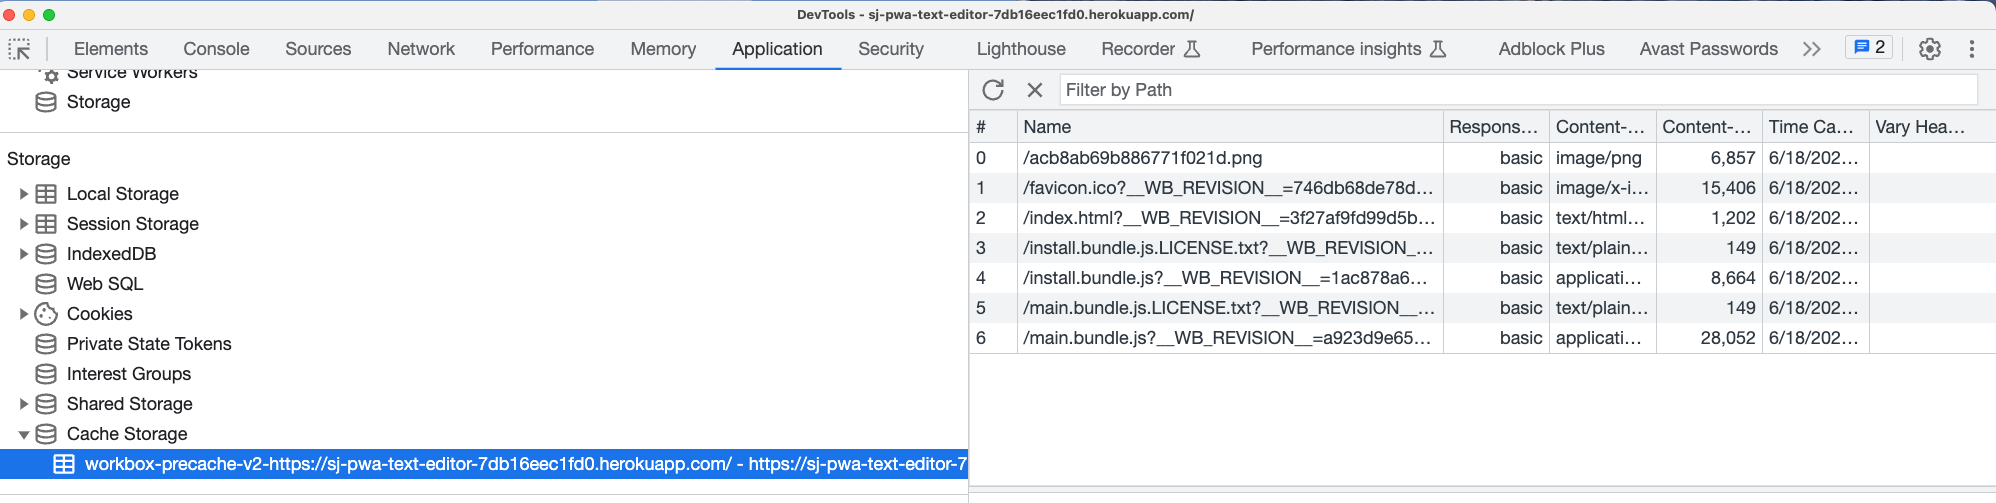 DevTools - sj-pwa-text-editor-7db16eec1fd0.herokuapp.com/
Elements Console Sources Network Performance Memory Application Security Lighthouse Recorder Performance insights Adblock Plus Avast Passwords 2
Service Workers
Storage
Storage
Local Storage
Session Storage
IndexedDB
Web SQL
Cookies
Private State Tokens
Interest Groups
Shared Storage
Cache Storage
workbox-precache-v2-https://sj-pwa-text-editor-7db16eec1fd0.herokuapp.com/ - https://sj-pwa-text-editor-7
Filter by Path
# Name Respons... Content-... Content-... Time Ca... Vary Hea...
0 /acb8ab69b886771f021d.png basic image/png 6,857 6/18/202...
1 /favicon.ico?__WB_REVISION__=746db68de78d... basic image/x-i... 15,406 6/18/202...
2 /index.html?__WB_REVISION__=3f27af9fd99d5b... basic text/html... 1,202 6/18/202...
3 /install.bundle.js.LICENSE.txt?__WB_REVISION_... basic text/plain... 149 6/18/202...
4 /install.bundle.js?__WB_REVISION__=1ac878a6... basic applicati... 8,664 6/18/202...
5 /main.bundle.js.LICENSE.txt?__WB_REVISION__... basic text/plain... 149 6/18/202...
6 /main.bundle.js?__WB_REVISION__=a923d9e65... basic applicati... 28,052 6/18/202...